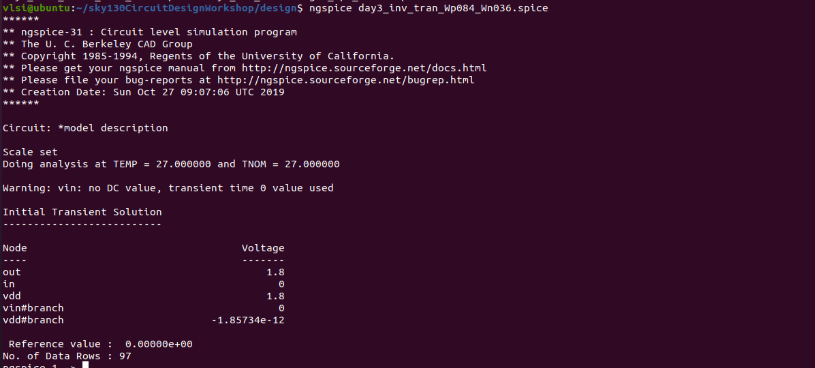 vlsi@ubuntu:~/sky130CircuitDesignWorkshop/design$ ngspice day3_inv_tran_Wp084_Wn036.spice
******
** ngspice-31 : Circuit level simulation program
** The U. C. Berkeley CAD Group
** Copyright 1985-1994, Regents of the University of California.
** Please get your ngspice manual from http://ngspice.sourceforge.net/docs.html
** Please file your bug-reports at http://ngspice.sourceforge.net/bugrep.html
** Creation Date: Sun Oct 27 09:07:06 UTC 2019
******
Circuit: *model description
Scale set
Doing analysis at TEMP = 27.000000 and TNOM = 27.000000
Warning: vin: no DC value, transient time 0 value used
Initial Transient Solution
--------------------------
Node Voltage
---- -------
out 1.8
in 0
vdd 1.8
vin#branch 0
vdd#branch -1.85734e-12
Reference value : 0.00000e+00
No. of Data Rows : 97
ngspice 1 ->